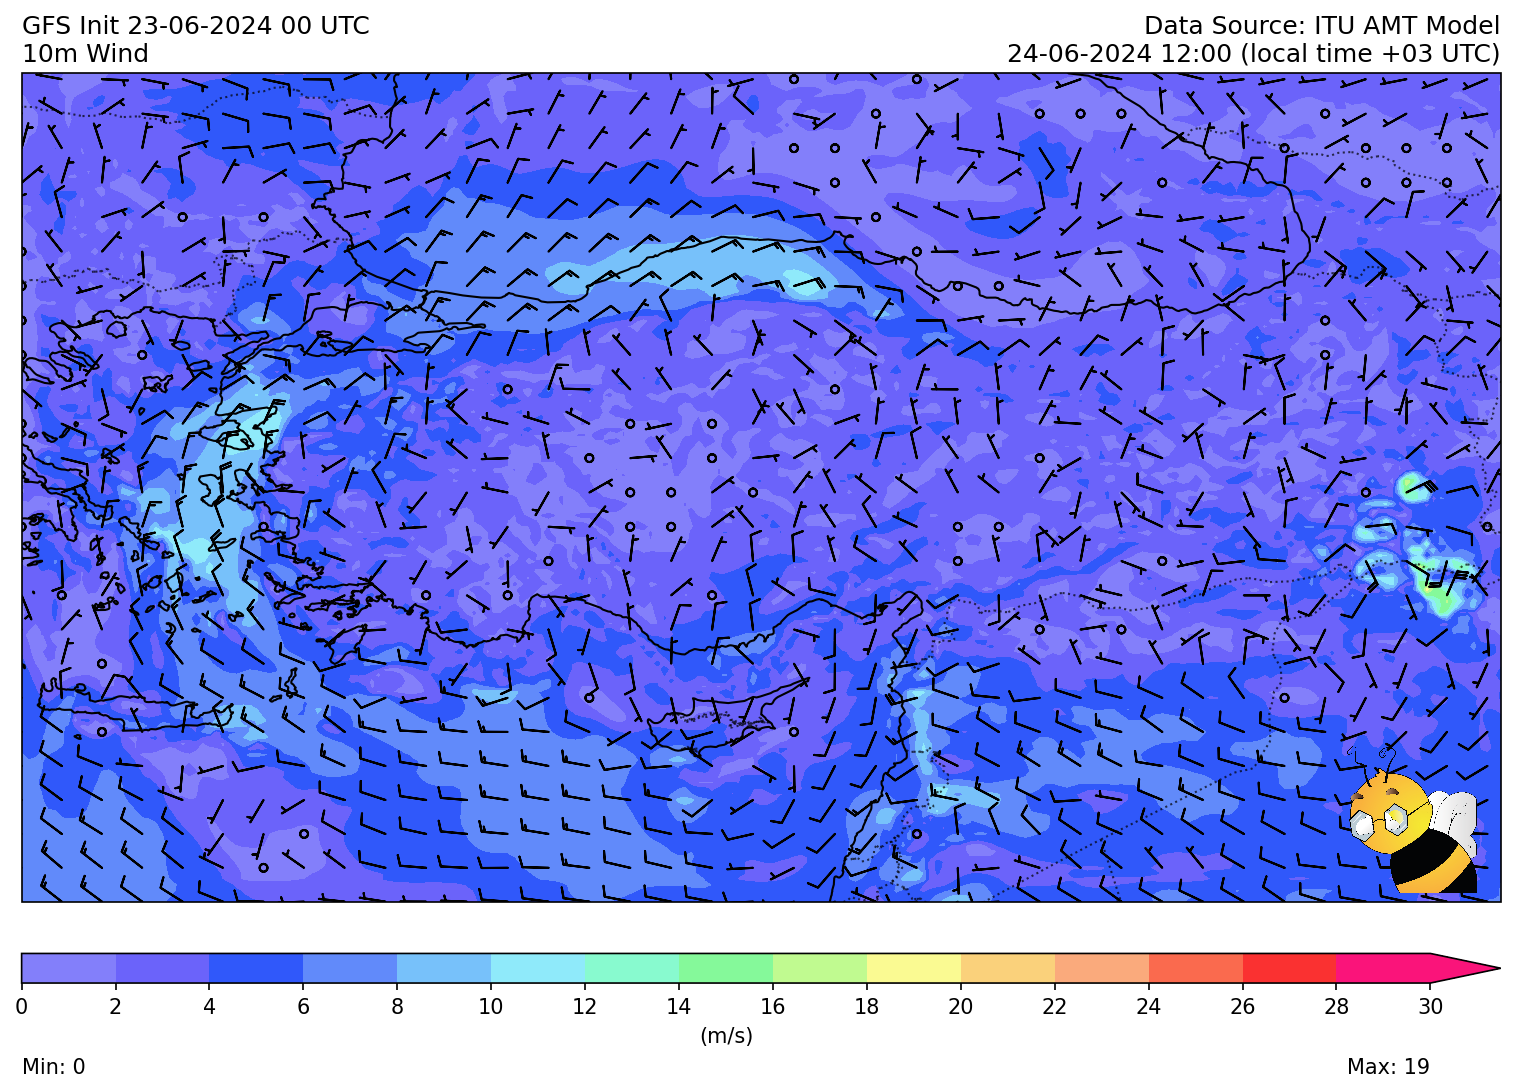 GFS Init 23-06-2024 00 UTC
Data Source: ITU AMT Model
10m Wind
24-06-2024 12:00 (local time +03 UTC)
0 2 4 6 8 10 12 14 16 18 20 22 24 26 28 30
(m/s)
Min: 0
Max: 19